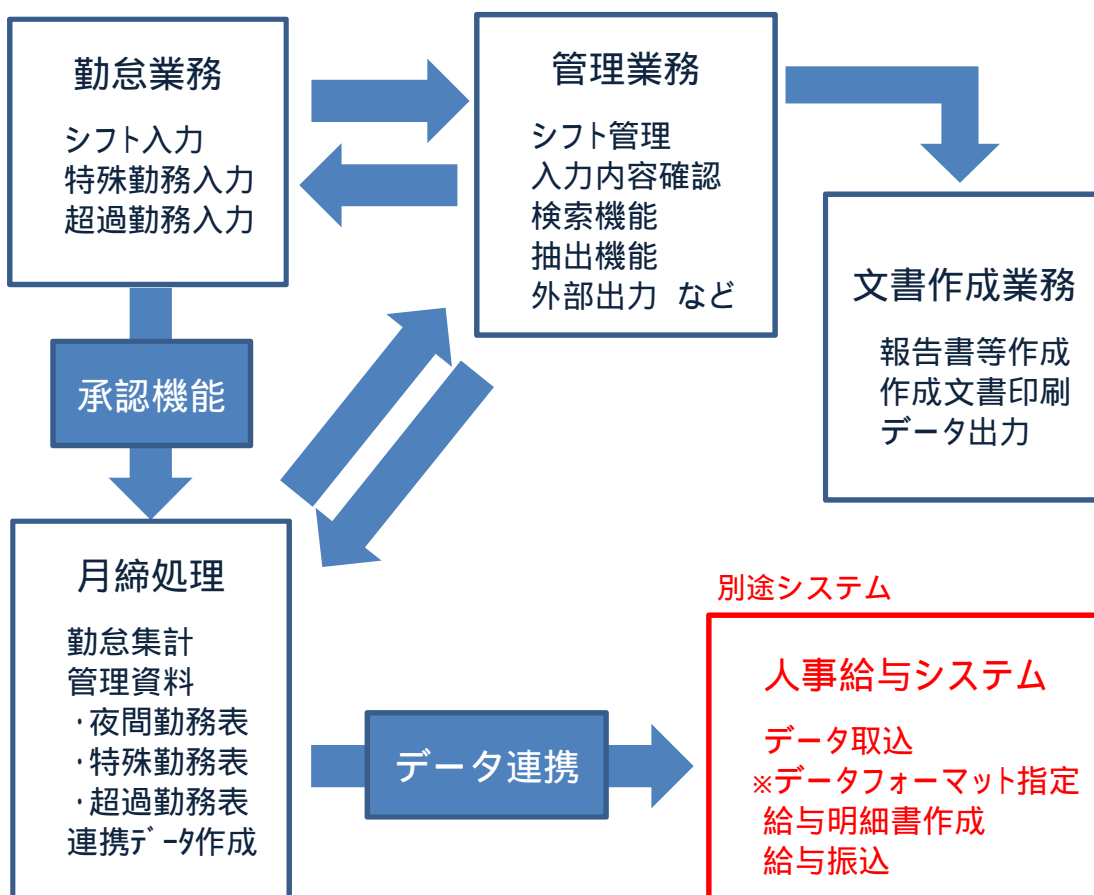 勤怠業務
シフト入力
特殊勤務入力
超過勤務入力
管理業務
シフト管理
入力内容確認
検索機能
抽出機能
外部出力 など
文書作成業務
報告書等作成
作成文書印刷
データ出力
承認機能
月締処理
勤怠集計
管理資料
・夜間勤務表
・特殊勤務表
・超過勤務表
連携ﾃﾞｰﾀ作成
データ連携
別途システム
人事給与システム
データ取込
※データフォーマット指定
給与明細書作成
給与振込